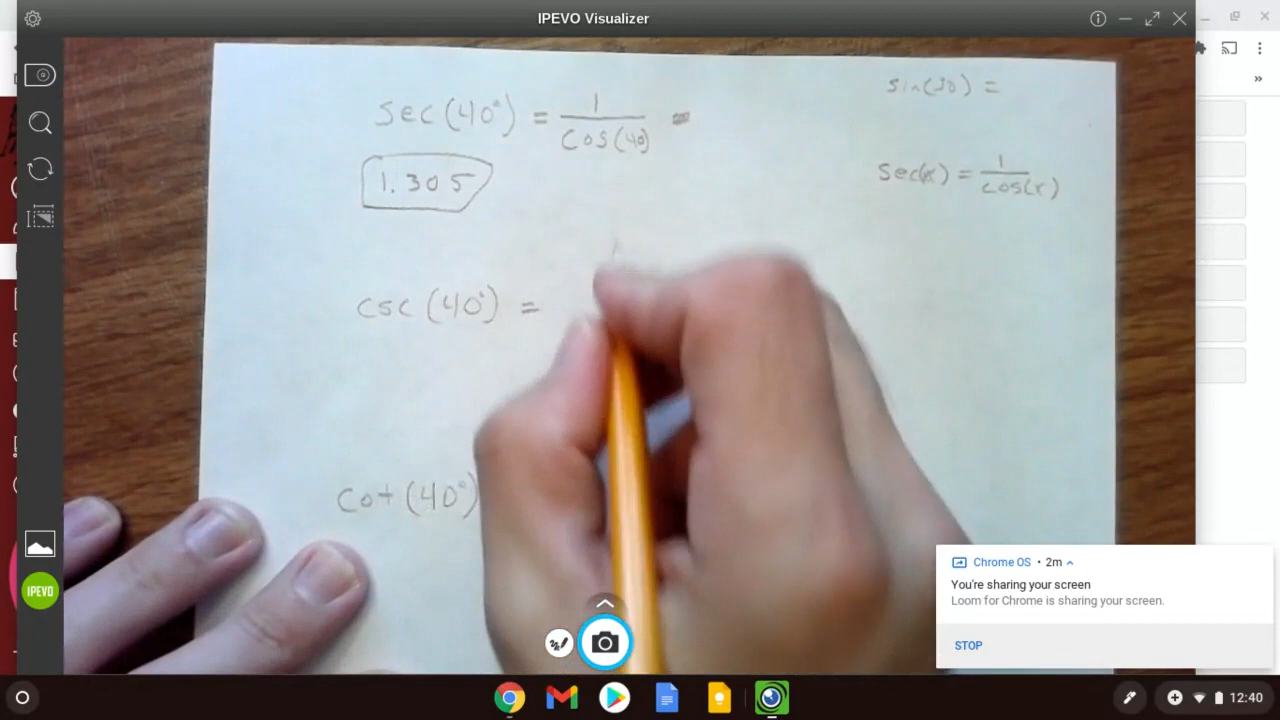 IPEVO Visualizer
sec(40°) = 1/cos(40) =
1.305
sin(30) =
sec(x) = 1/cos(x)
csc(40°) =
cot(40°)
IPEVO
Chrome OS • 2m
You're sharing your screen
Loom for Chrome is sharing your screen.
STOP
12:40